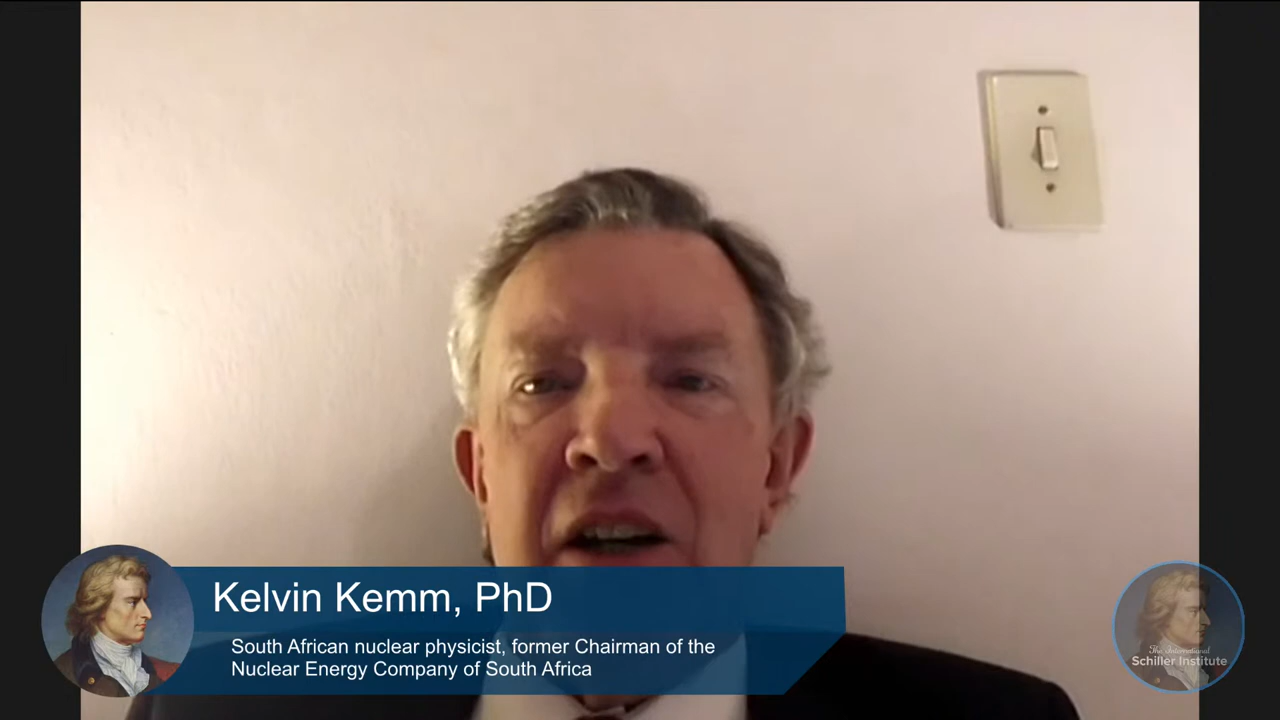 Kelvin Kemm, PhD
South African nuclear physicist, former Chairman of the
Nuclear Energy Company of South Africa
The International
Schiller Institute